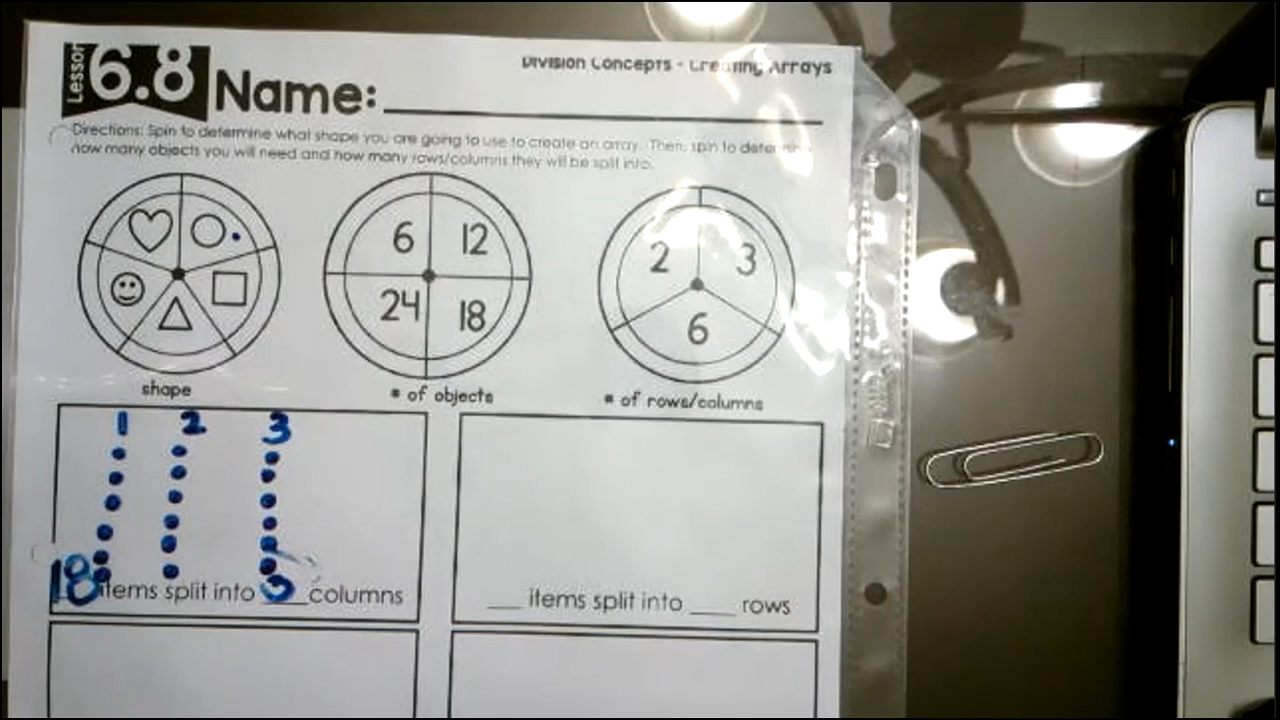 Lesson 6.8 Name:
Division Concepts - Creating Arrays
Directions: Spin to determine what shape you are going to use to create an array. Then, spin to determine
how many objects you will need and how many rows/columns they will be split into.
6 12
24 18
2 3
6
shape
# of objects
# of rows/columns
1 2 3
18 items split into ___ columns
___ items split into ___ rows